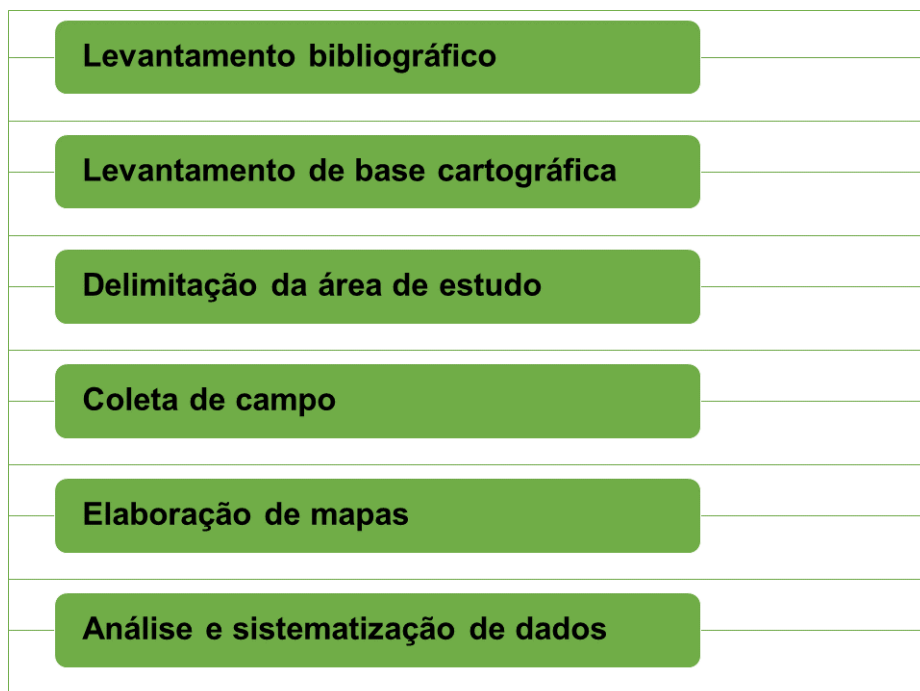 Levantamento bibliográfico
Levantamento de base cartográfica
Delimitação da área de estudo
Coleta de campo
Elaboração de mapas
Análise e sistematização de dados